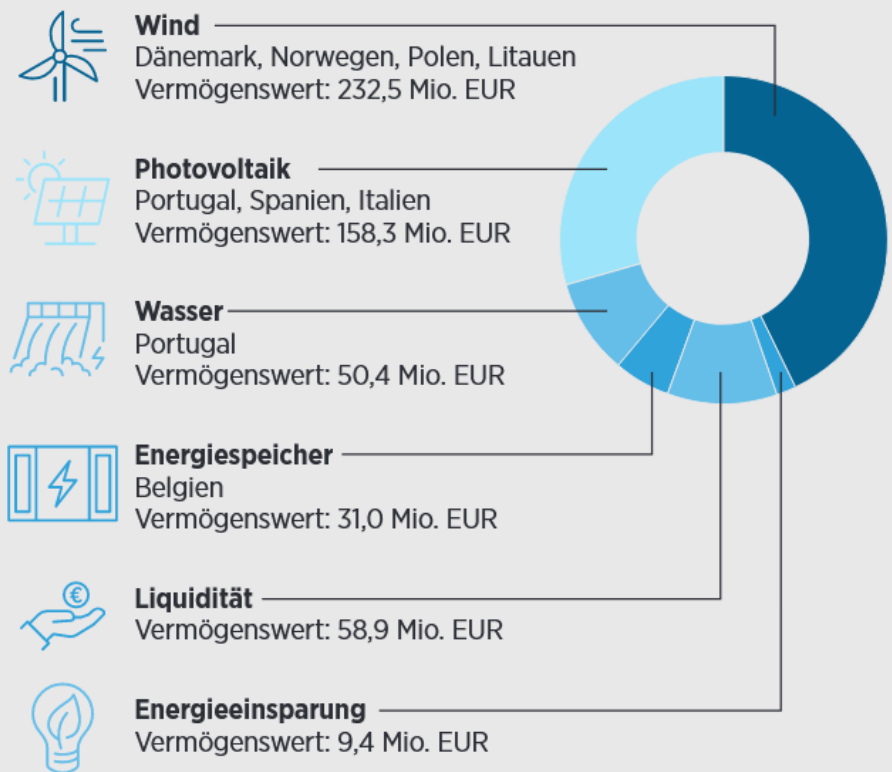 Wind
Dänemark, Norwegen, Polen, Litauen
Vermögenswert: 232,5 Mio. EUR
Photovoltaik
Portugal, Spanien, Italien
Vermögenswert: 158,3 Mio. EUR
Wasser
Portugal
Vermögenswert: 50,4 Mio. EUR
Energiespeicher
Belgien
Vermögenswert: 31,0 Mio. EUR
€
Liquidität
Vermögenswert: 58,9 Mio. EUR
Energieeinsparung
Vermögenswert: 9,4 Mio. EUR